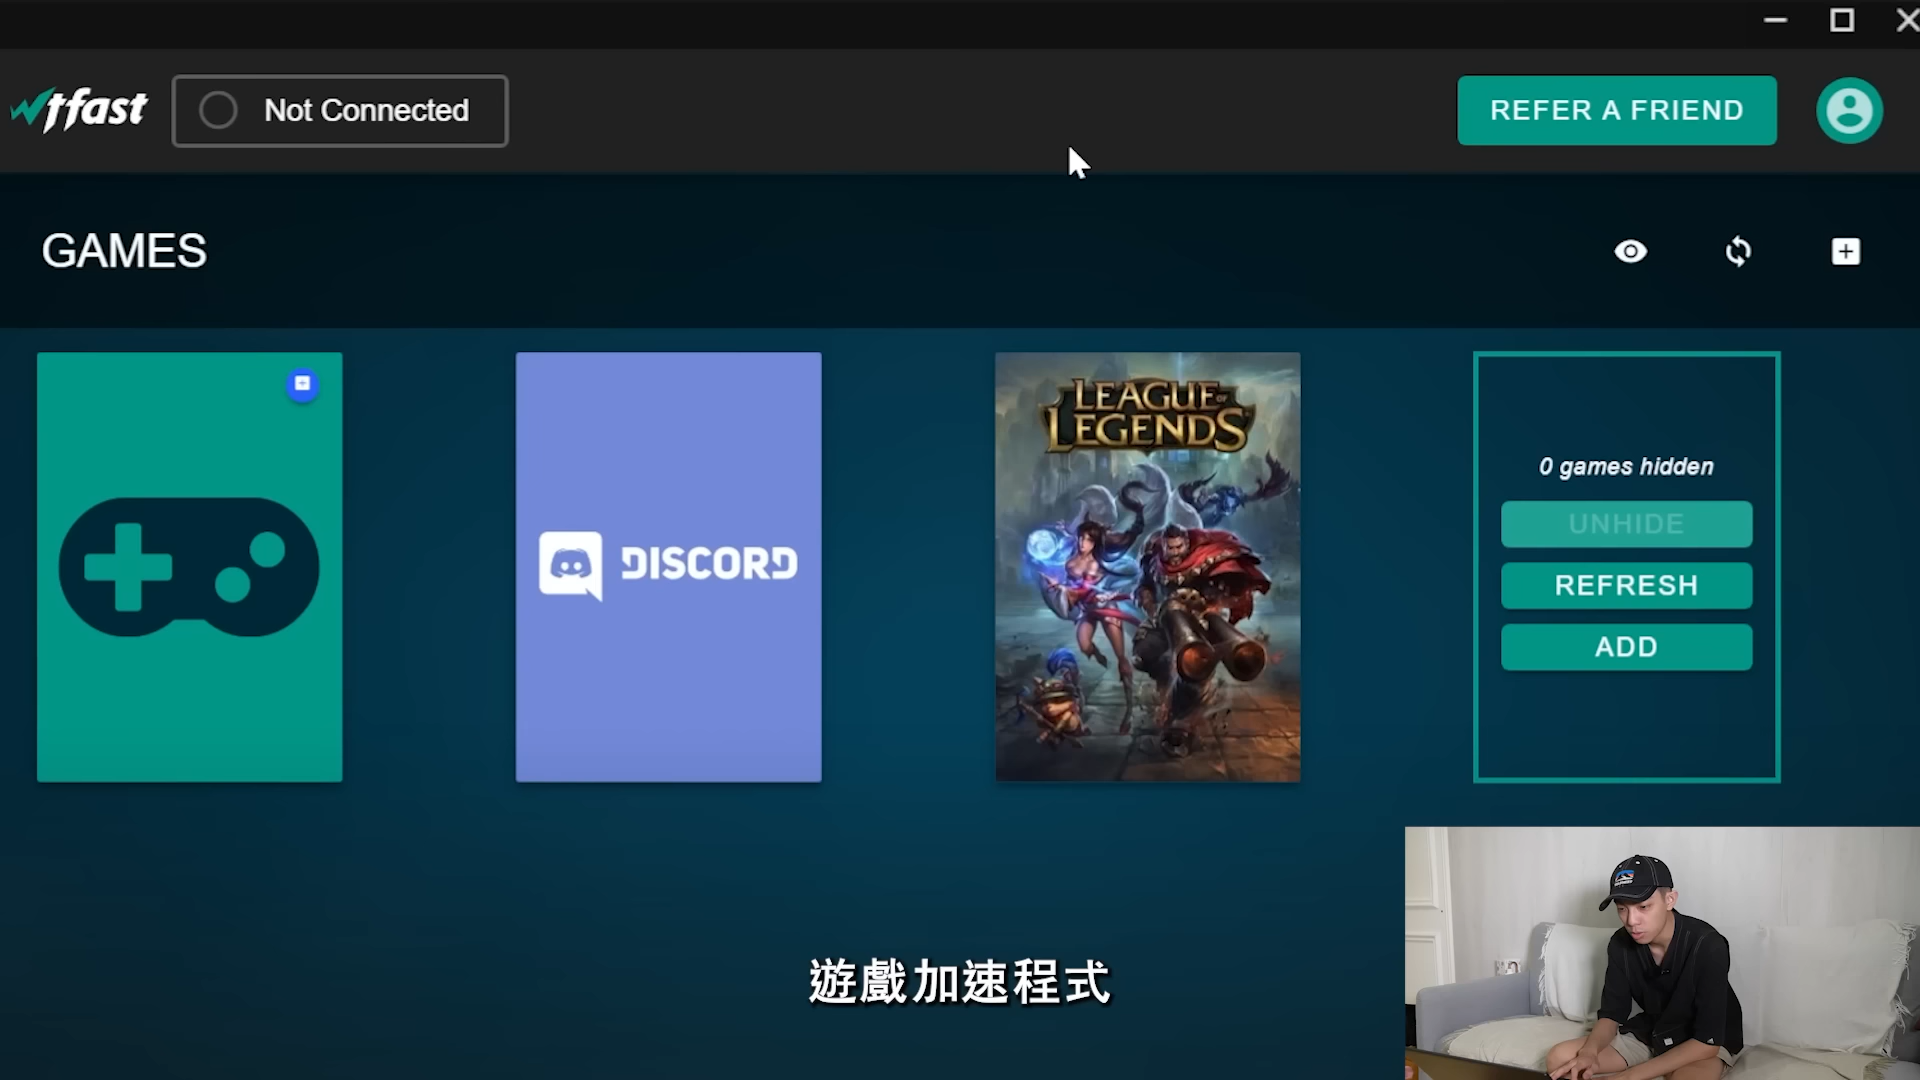 wtfast
Not Connected
REFER A FRIEND
GAMES
DISCORD
LEAGUE OF
LEGENDS
0 games hidden
UNHIDE
REFRESH
ADD
遊戲加速程式